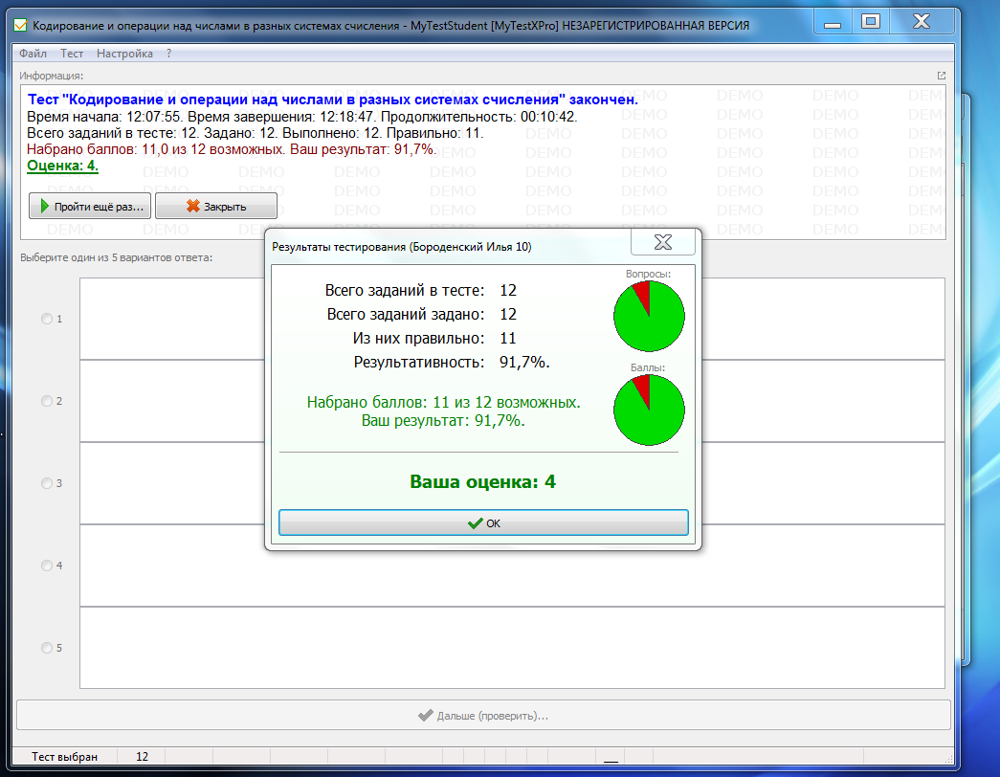 Кодирование и операции над числами в разных системах счисления - MyTestStudent [MyTestXPro] НЕЗАРЕГИСТРИРОВАННАЯ ВЕРСИЯ
Файл Тест Настройка ?
Информация:
Тест "Кодирование и операции над числами в разных системах счисления" закончен.
Время начала: 12:07:55. Время завершения: 12:18:47. Продолжительность: 00:10:42.
Всего заданий в тесте: 12. Задано: 12. Выполнено: 12. Правильно: 11.
Набрано баллов: 11,0 из 12 возможных. Ваш результат: 91,7%.
Оценка: 4.
DEMO
Пройти ещё раз... Закрыть
Выберите один из 5 вариантов ответа:
Результаты тестирования (Бороденский Илья 10)
Всего заданий в тесте: 12
Всего заданий задано: 12
Из них правильно: 11
Результативность: 91,7%.
Вопросы:
Баллы:
Набрано баллов: 11 из 12 возможных.
Ваш результат: 91,7%.
Ваша оценка: 4
OK
1
2
3
4
5
Дальше (проверить)...
Тест выбран 12